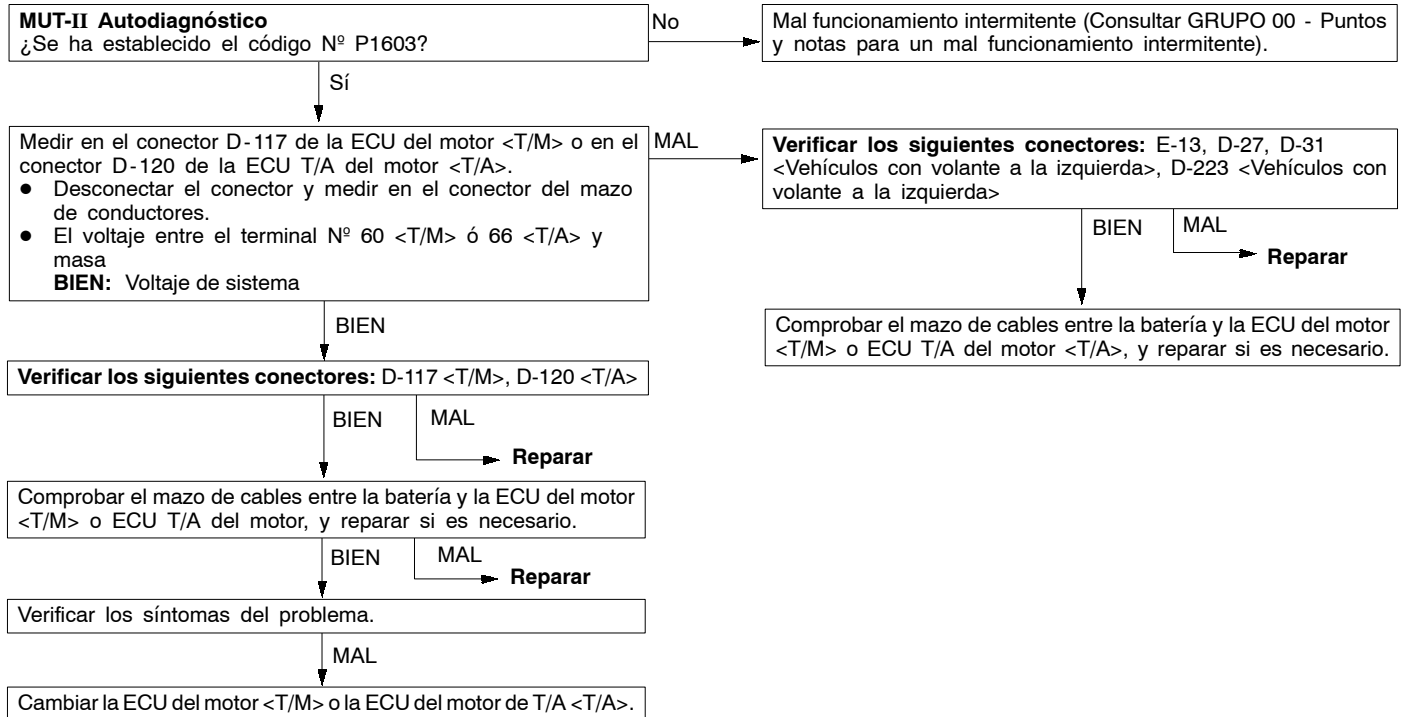 MUT-II Autodiagnóstico
¿Se ha establecido el código Nº P1603?
No
Mal funcionamiento intermitente (Consultar GRUPO 00 - Puntos
y notas para un mal funcionamiento intermitente).
Sí
Medir en el conector D-117 de la ECU del motor <T/M> o en el
conector D-120 de la ECU T/A del motor <T/A>.
● Desconectar el conector y medir en el conector del mazo
de conductores.
● El voltaje entre el terminal Nº 60 <T/M> ó 66 <T/A> y
masa
BIEN: Voltaje de sistema
MAL
Verificar los siguientes conectores: E-13, D-27, D-31
<Vehículos con volante a la izquierda>, D-223 <Vehículos con
volante a la izquierda>
BIEN
MAL
Reparar
Comprobar el mazo de cables entre la batería y la ECU del motor
<T/M> o ECU T/A del motor <T/A>, y reparar si es necesario.
BIEN
Verificar los siguientes conectores: D-117 <T/M>, D-120 <T/A>
BIEN
MAL
Reparar
Comprobar el mazo de cables entre la batería y la ECU del motor
<T/M> o ECU T/A del motor, y reparar si es necesario.
BIEN
MAL
Reparar
Verificar los síntomas del problema.
MAL
Cambiar la ECU del motor <T/M> o la ECU del motor de T/A <T/A>.